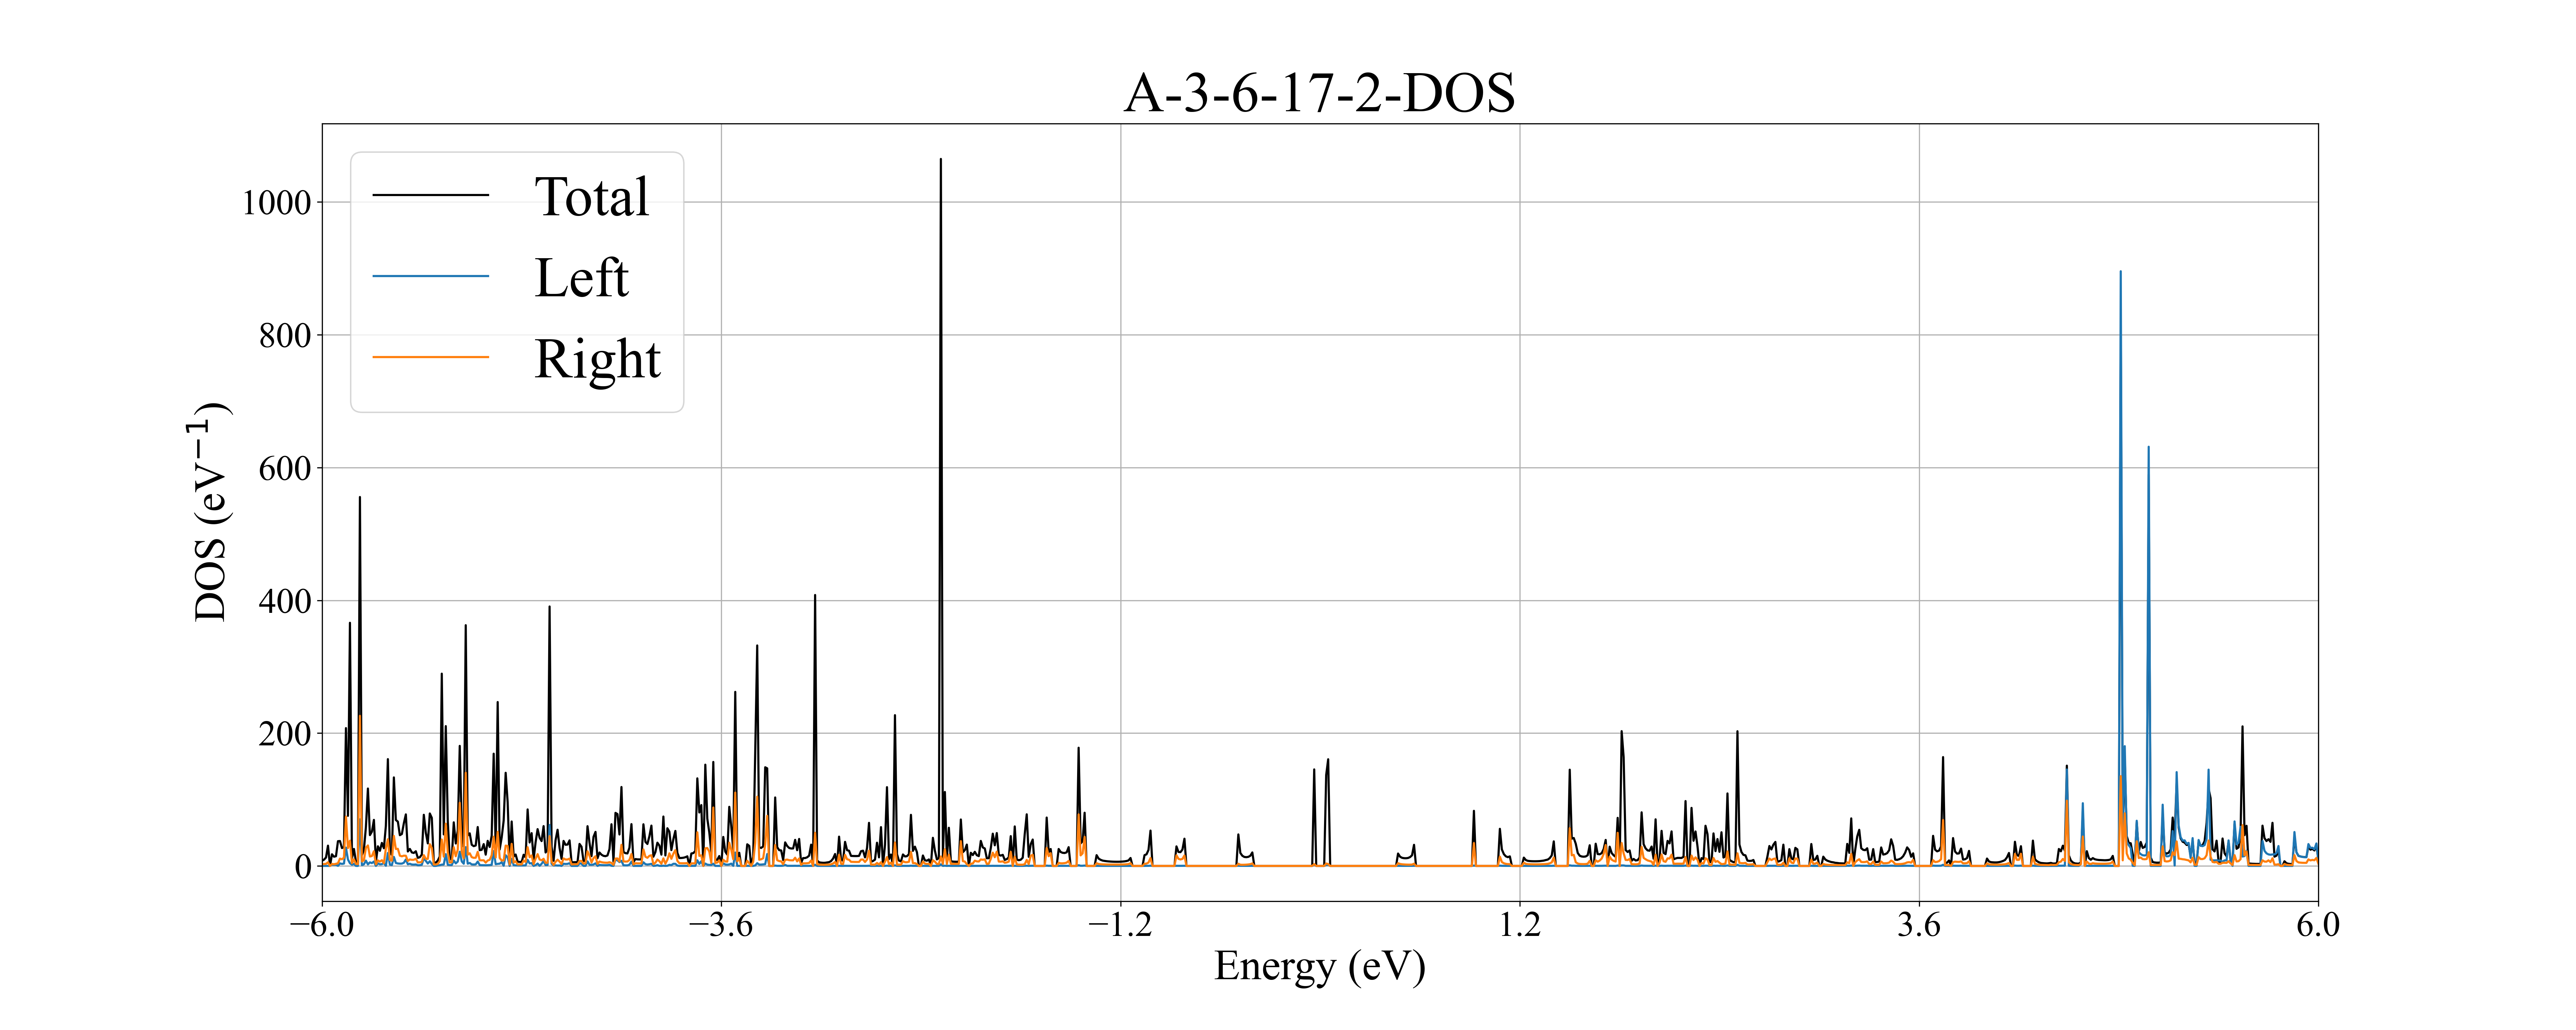 A-3-6-17-2-DOS
Total
Left
Right
1000
800
600
400
200
0
DOS (eV⁻¹)
−6.0
−3.6
−1.2
1.2
3.6
6.0
Energy (eV)